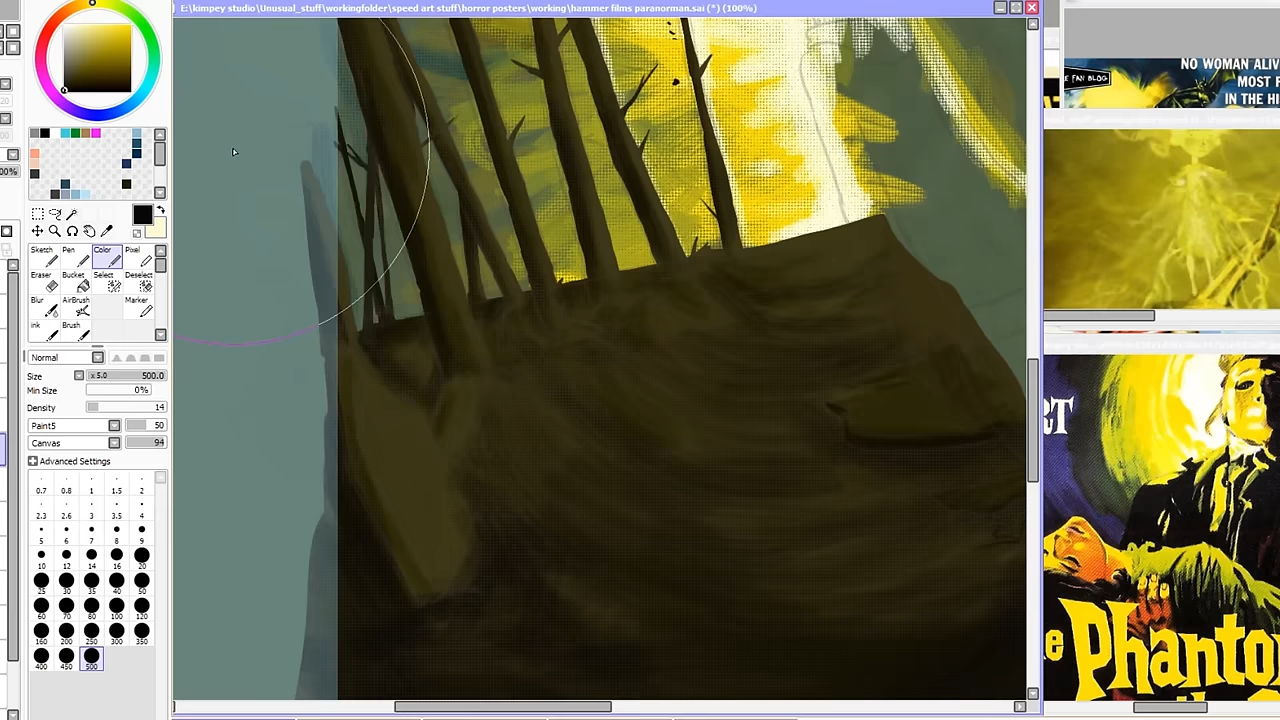 E:\kimpey studio\Unusual_stuff\workingfolder\speed art stuff\horror posters\working\hammer films paranorman.sai (*) (100%)
Sketch Pen Color Pixel
Eraser Bucket Select Deselect
Blur AirBrush Marker
ink Brush
Normal
Size x 5.0 500.0
Min Size 0%
Density 14
Paint5 50
Canvas 94
Advanced Settings
0.7 0.8 1 1.5 2
2.3 2.6 3 3.5 4
5 6 7 8 9
10 12 14 16 20
25 30 35 40 50
60 70 80 100 120
160 200 250 300 350
400 450 500
NO WOMAN ALIV
MOST F
IN THE HI
E FAN BLOG
RT
e Phanto